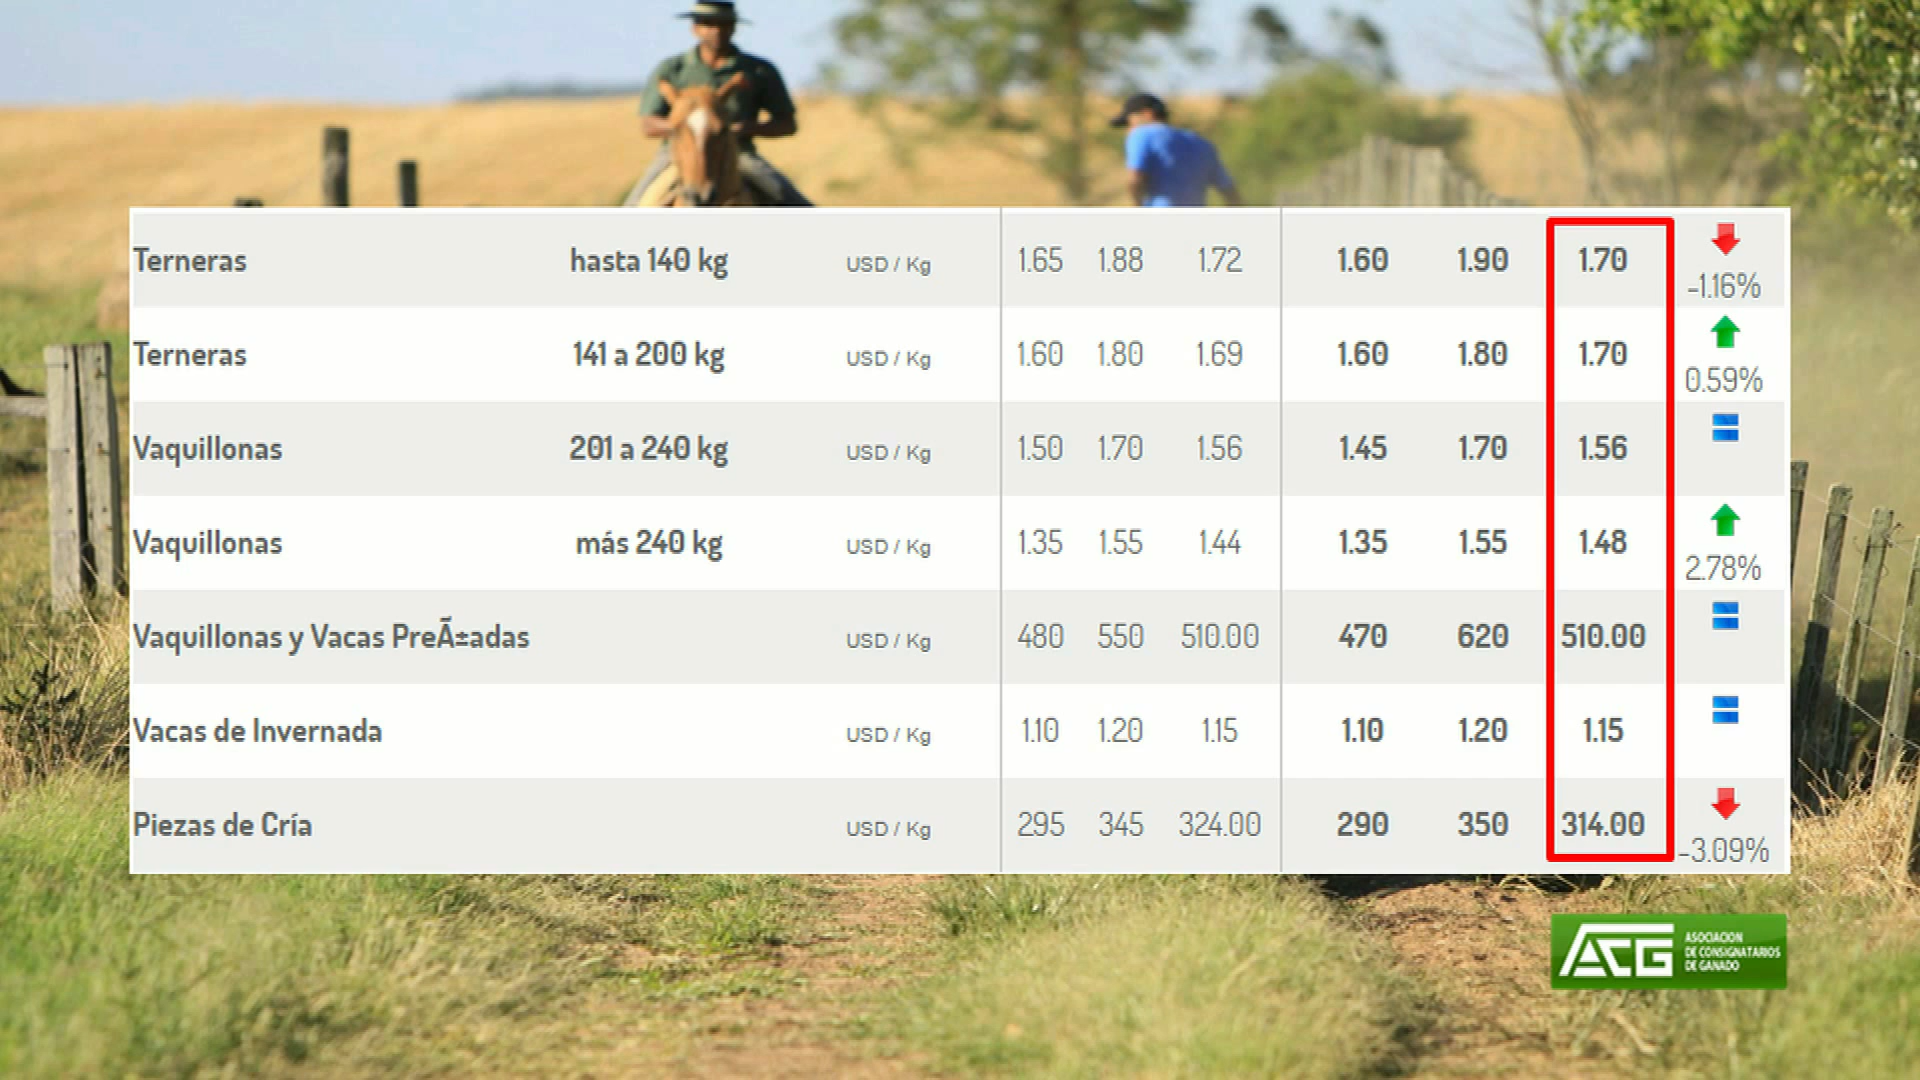 Terneras hasta 140 kg USD / Kg 1.65 1.88 1.72 1.60 1.90 1.70 -1.16%
Terneras 141 a 200 kg USD / Kg 1.60 1.80 1.69 1.60 1.80 1.70 0.59%
Vaquillonas 201 a 240 kg USD / Kg 1.50 1.70 1.56 1.45 1.70 1.56
Vaquillonas más 240 kg USD / Kg 1.35 1.55 1.44 1.35 1.55 1.48 2.78%
Vaquillonas y Vacas PreÃ±adas USD / Kg 480 550 510.00 470 620 510.00
Vacas de Invernada USD / Kg 1.10 1.20 1.15 1.10 1.20 1.15
Piezas de Cría USD / Kg 295 345 324.00 290 350 314.00 -3.09%
ACG
ASOCIACION
DE CONSIGNATARIOS
DE GANADO